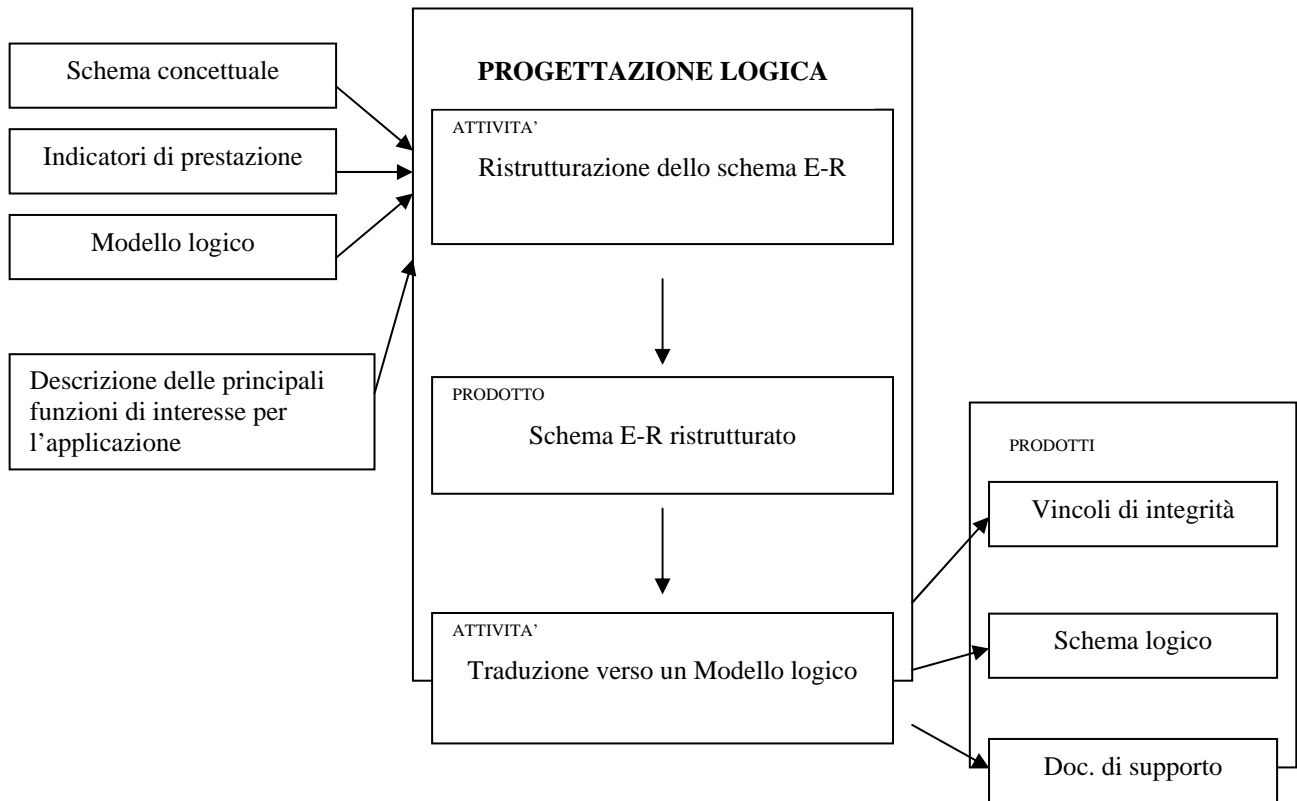 Schema concettuale
Indicatori di prestazione
Modello logico
Descrizione delle principali
funzioni di interesse per
l’applicazione
PROGETTAZIONE LOGICA
ATTIVITA’
Ristrutturazione dello schema E-R
PRODOTTO
Schema E-R ristrutturato
ATTIVITA’
Traduzione verso un Modello logico
PRODOTTI
Vincoli di integrità
Schema logico
Doc. di supporto